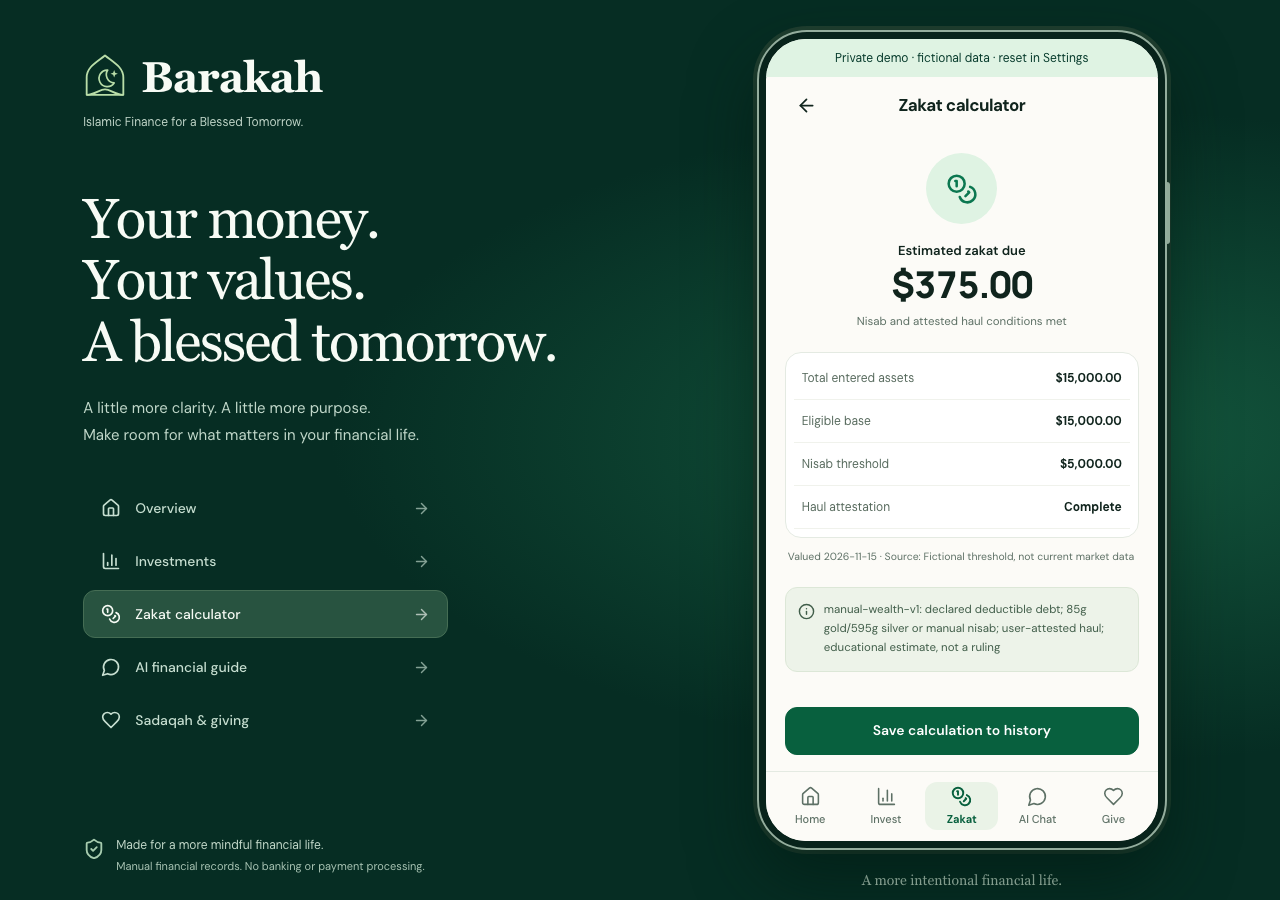 Barakah
Islamic Finance for a Blessed Tomorrow.
Your money.
Your values.
A blessed tomorrow.
A little more clarity. A little more purpose.
Make room for what matters in your financial life.
Overview
Investments
Zakat calculator
AI financial guide
Sadaqah & giving
Made for a more mindful financial life.
Manual financial records. No banking or payment processing.
Private demo · fictional data · reset in Settings
Zakat calculator
Estimated zakat due
$375.00
Nisab and attested haul conditions met
Total entered assets $15,000.00
Eligible base $15,000.00
Nisab threshold $5,000.00
Haul attestation Complete
Valued 2026-11-15 · Source: Fictional threshold, not current market data
manual-wealth-v1: declared deductible debt; 85g
gold/595g silver or manual nisab; user-attested haul;
educational estimate, not a ruling
Save calculation to history
Home Invest Zakat AI Chat Give
A more intentional financial life.